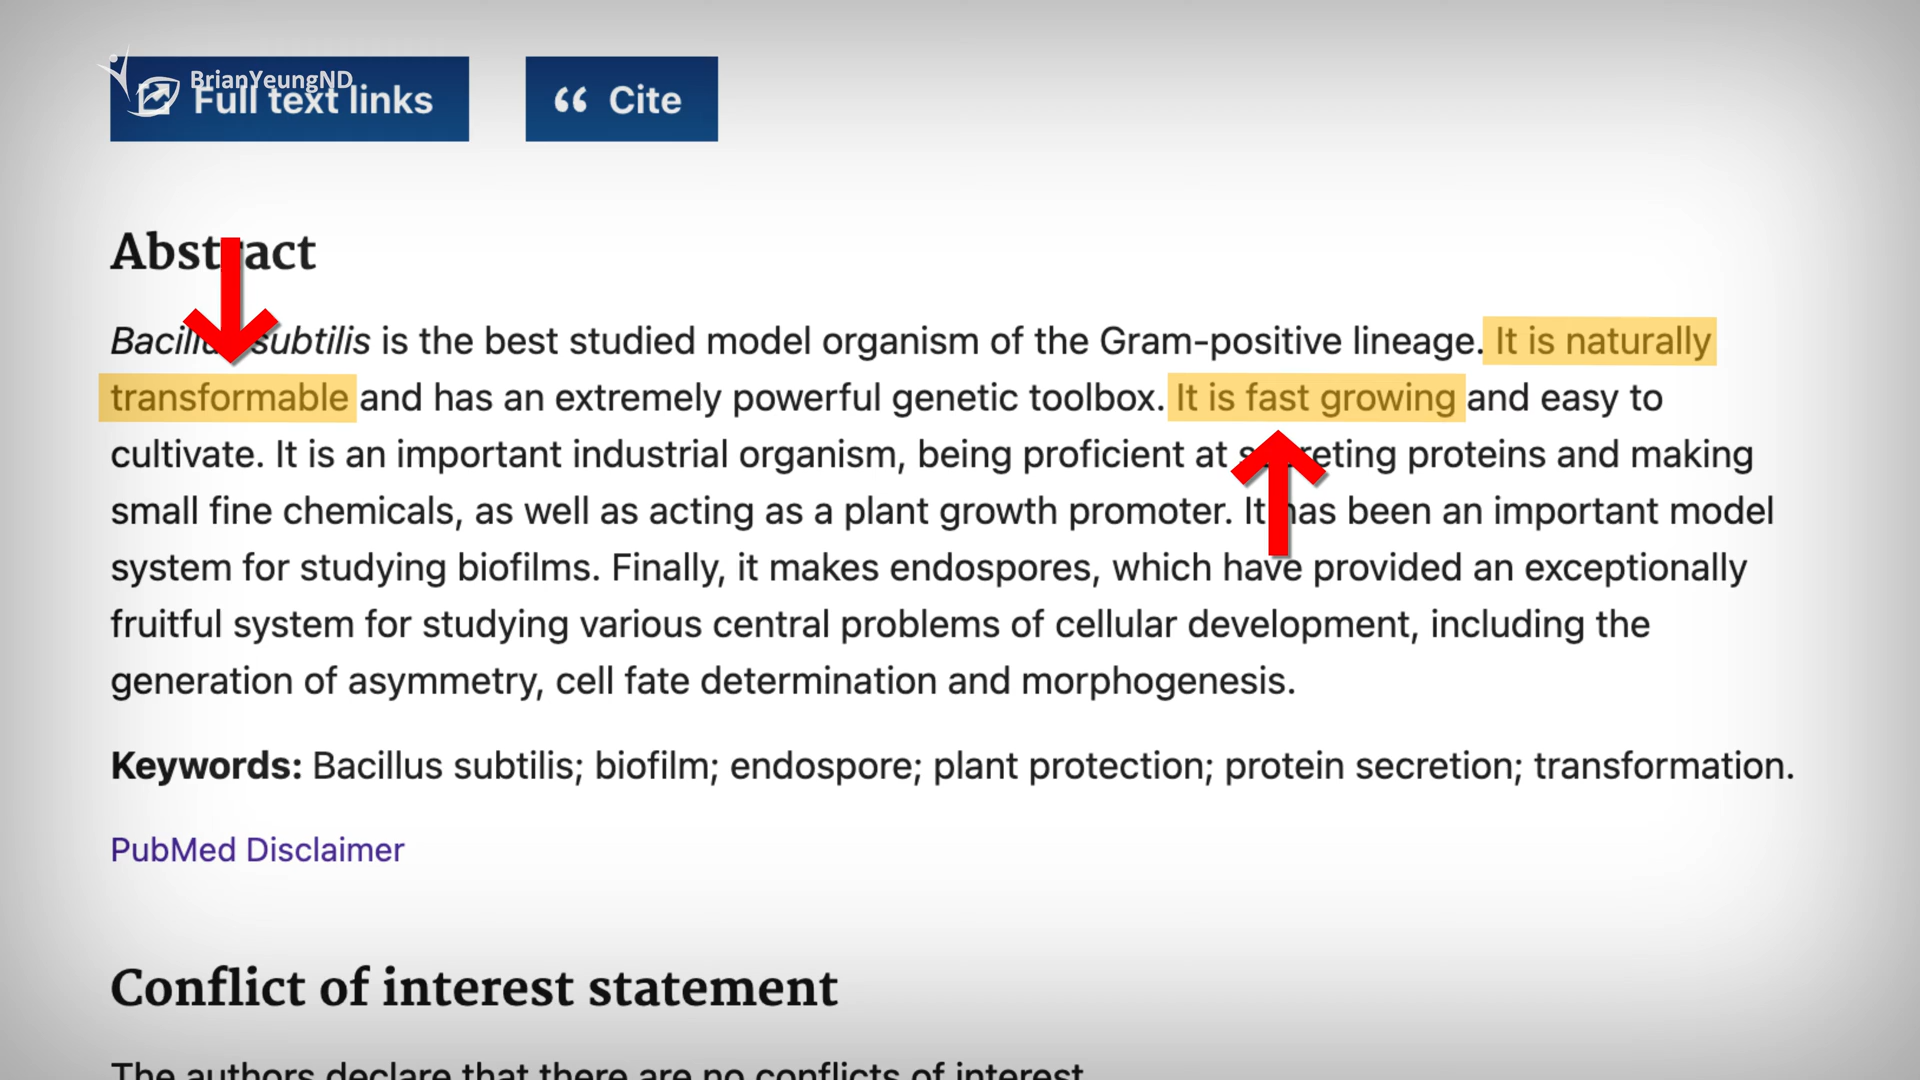 BrianYeungND
Full text links
Cite
Abstract
Bacillus subtilis is the best studied model organism of the Gram-positive lineage. It is naturally
transformable and has an extremely powerful genetic toolbox. It is fast growing and easy to
cultivate. It is an important industrial organism, being proficient at secreting proteins and making
small fine chemicals, as well as acting as a plant growth promoter. It has been an important model
system for studying biofilms. Finally, it makes endospores, which have provided an exceptionally
fruitful system for studying various central problems of cellular development, including the
generation of asymmetry, cell fate determination and morphogenesis.
Keywords: Bacillus subtilis; biofilm; endospore; plant protection; protein secretion; transformation.
PubMed Disclaimer
Conflict of interest statement
The authors declare that there are no conflicts of interest.